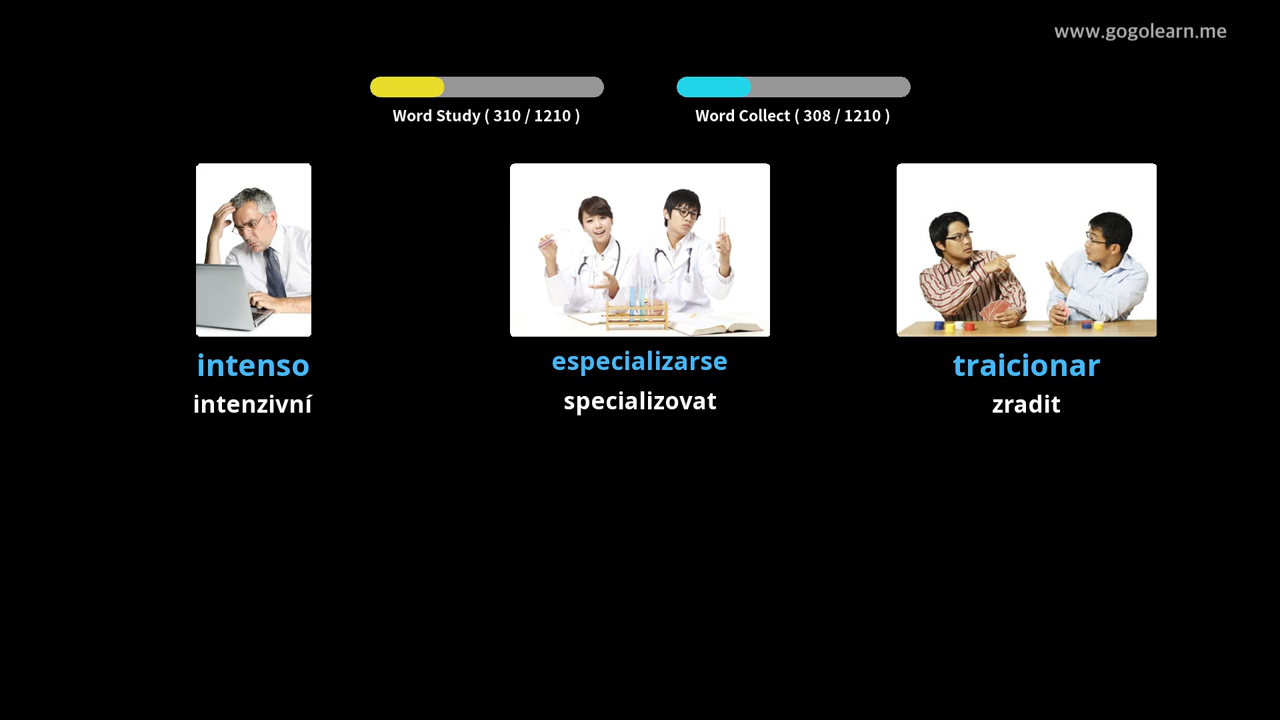 www.gogolearn.me
Word Study ( 310 / 1210 )
Word Collect ( 308 / 1210 )
intenso
intenzivní
especializarse
specializovat
traicionar
zradit